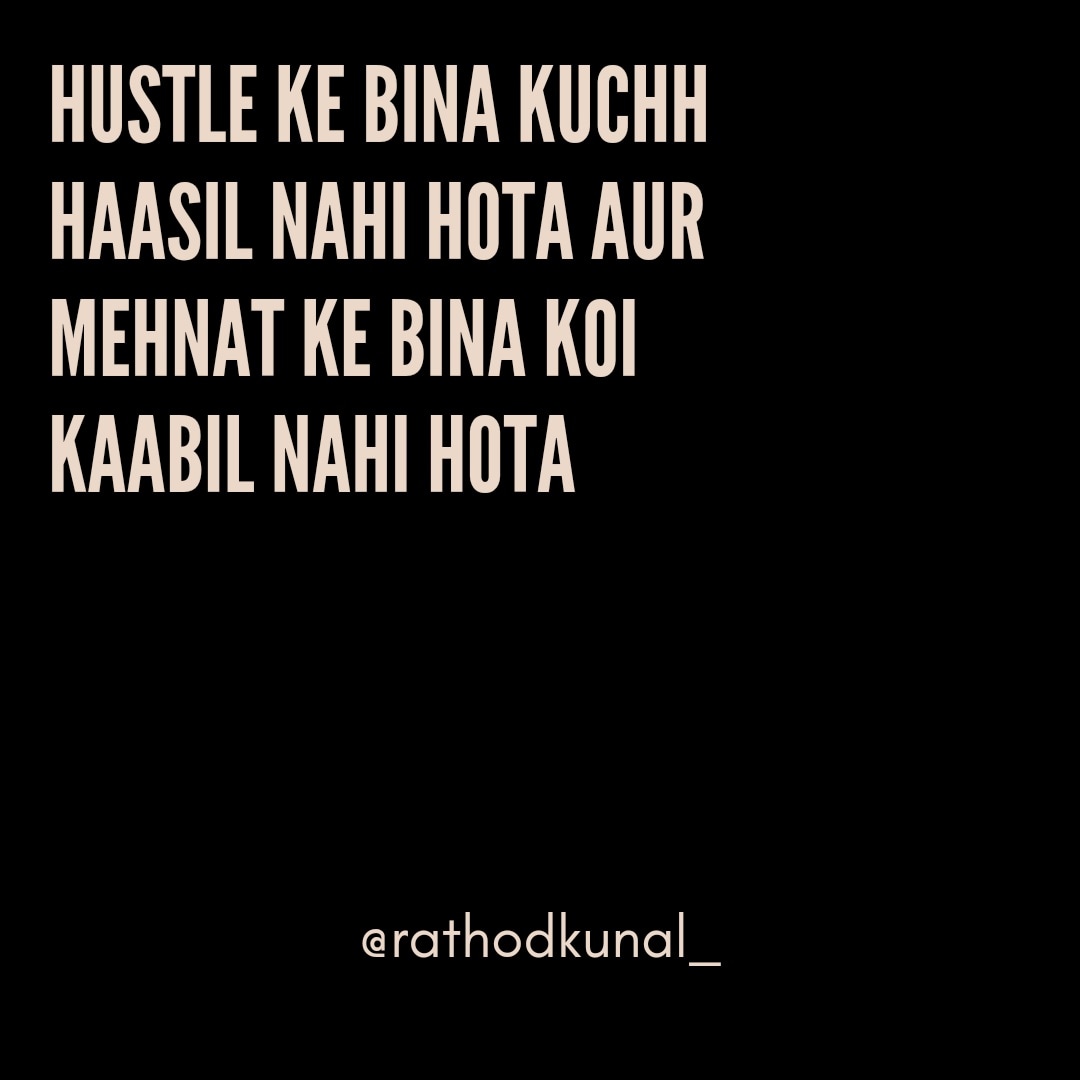 HUSTLE KE BINA KUCHH
HAASIL NAHI HOTA AUR
MEHNAT KE BINA KOI
KAABIL NAHI HOTA
@rathodkunal_